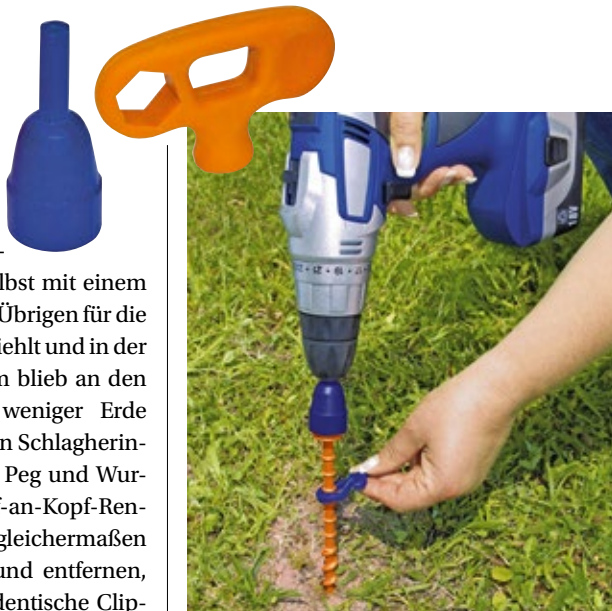 lbst mit einem
Übrigen für die
iehlt und in der
m blieb an den
weniger Erde
n Schlagherin-
Peg und Wur-
f-an-Kopf-Ren-
gleichermaßen
und entfernen,
dentische Clip-
18V